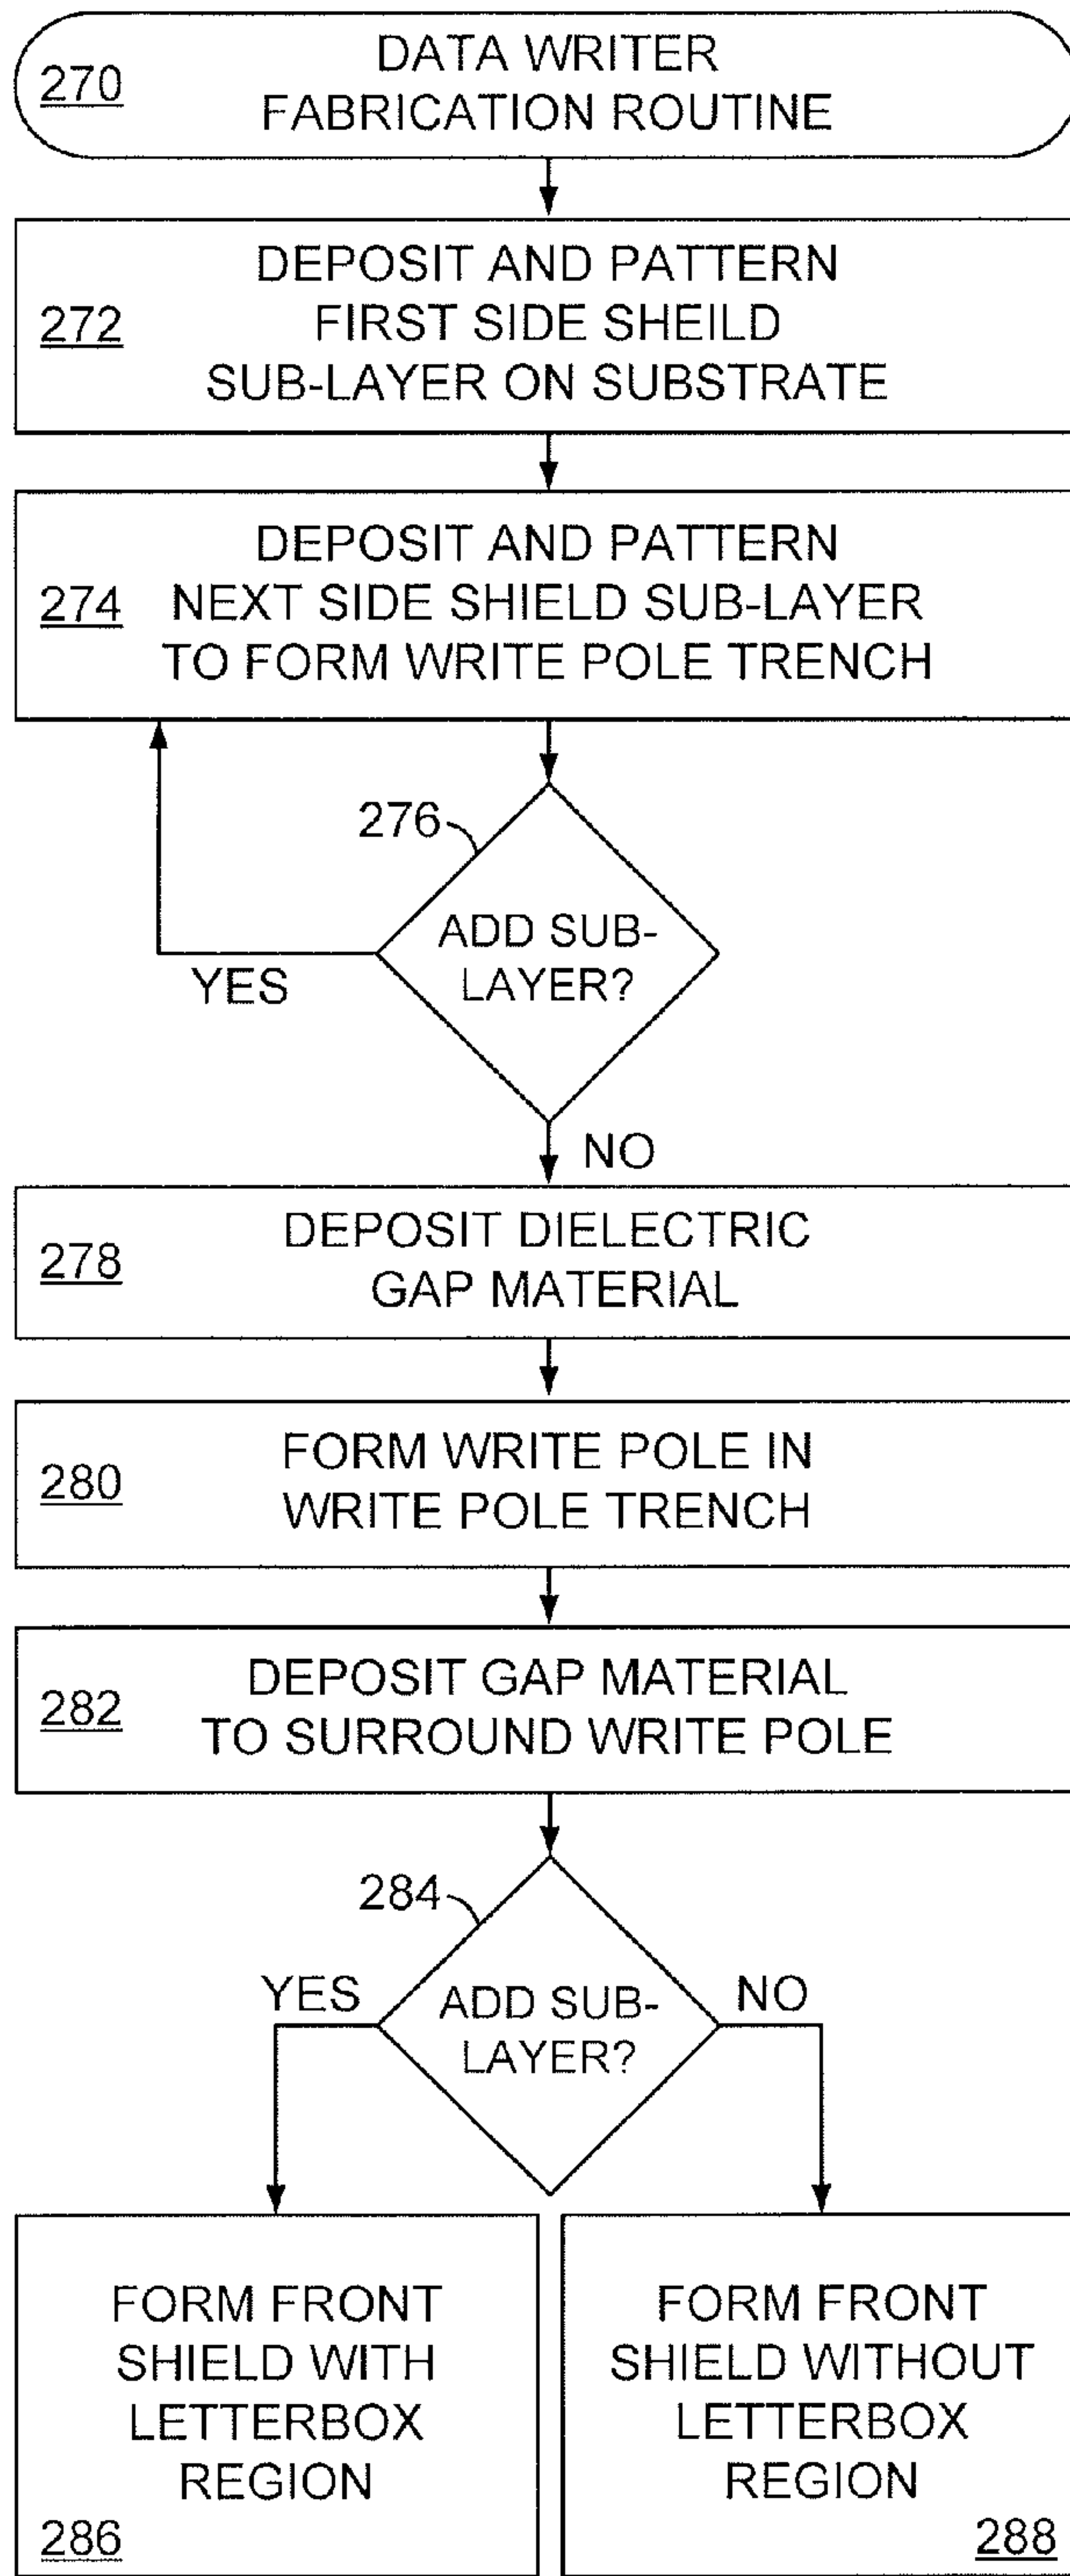 270
DATA WRITER
FABRICATION ROUTINE
272
DEPOSIT AND PATTERN
FIRST SIDE SHEILD
SUB-LAYER ON SUBSTRATE
274
DEPOSIT AND PATTERN
NEXT SIDE SHIELD SUB-LAYER
TO FORM WRITE POLE TRENCH
276
ADD SUB-
LAYER?
YES
NO
278
DEPOSIT DIELECTRIC
GAP MATERIAL
280
FORM WRITE POLE IN
WRITE POLE TRENCH
282
DEPOSIT GAP MATERIAL
TO SURROUND WRITE POLE
284
YES
ADD SUB-
LAYER?
NO
FORM FRONT
SHIELD WITH
LETTERBOX
REGION
286
FORM FRONT
SHIELD WITHOUT
LETTERBOX
REGION
288